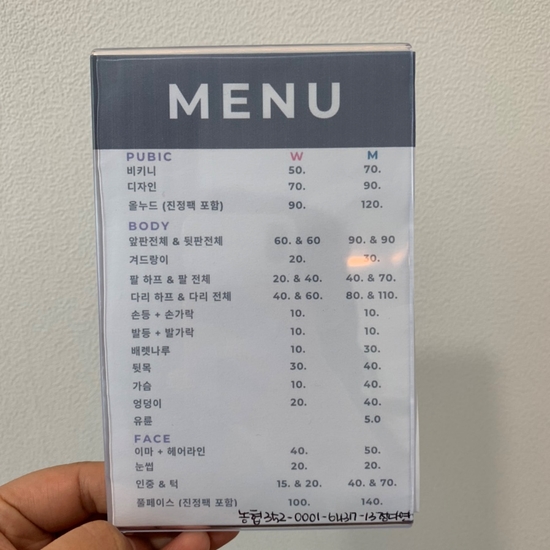 MENU
PUBIC W M
비키니 50. 70.
디자인 70. 90.
올누드 (진정팩 포함) 90. 120.
BODY
앞판전체 & 뒷판전체 60. & 60 90. & 90
겨드랑이 20. 30.
팔 하프 & 팔 전체 20. & 40. 40. & 70.
다리 하프 & 다리 전체 40. & 60. 80. & 110.
손등 + 손가락 10. 10.
발등 + 발가락 10. 10.
배렛나루 10. 30.
뒷목 30. 40.
가슴 10. 40.
엉덩이 20. 40.
유륜 5.0
FACE
이마 + 헤어라인 40. 50.
눈썹 20. 20.
인중 & 턱 15. & 20. 40. & 70.
풀페이스 (진정팩 포함) 100. 140.
농협 352-0001-6437-13